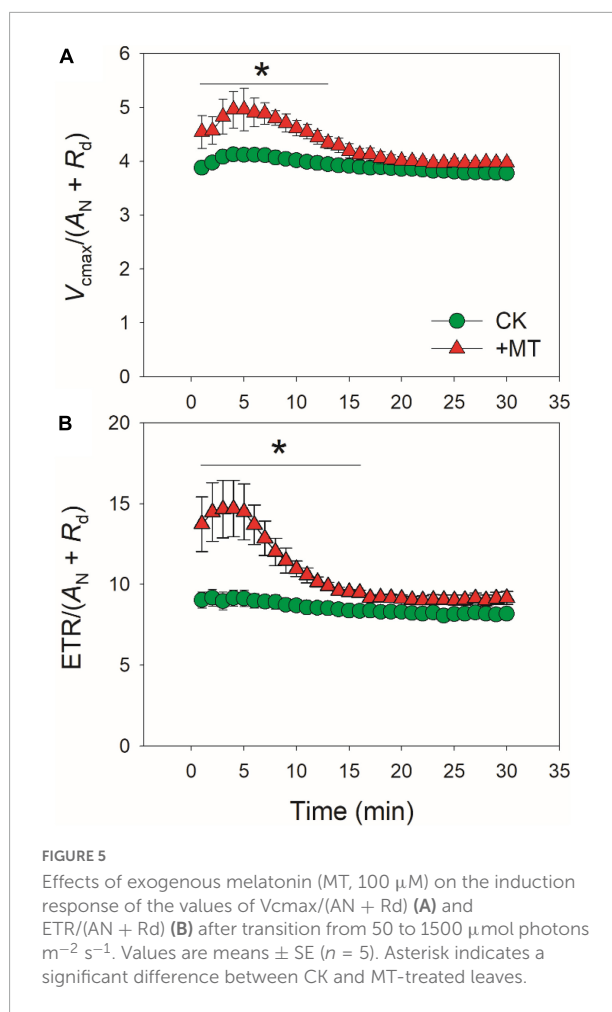 A
6
5
4
3
2
1
0
*
Vcmax/(AN + Rd)
CK
+MT
0 5 10 15 20 25 30 35
B
20
15
10
5
0
*
ETR/(AN + Rd)
0 5 10 15 20 25 30 35
Time (min)
FIGURE 5
Effects of exogenous melatonin (MT, 100 μM) on the induction
response of the values of Vcmax/(AN + Rd) (A) and
ETR/(AN + Rd) (B) after transition from 50 to 1500 μmol photons
m−2 s−1. Values are means ± SE (n = 5). Asterisk indicates a
significant difference between CK and MT-treated leaves.